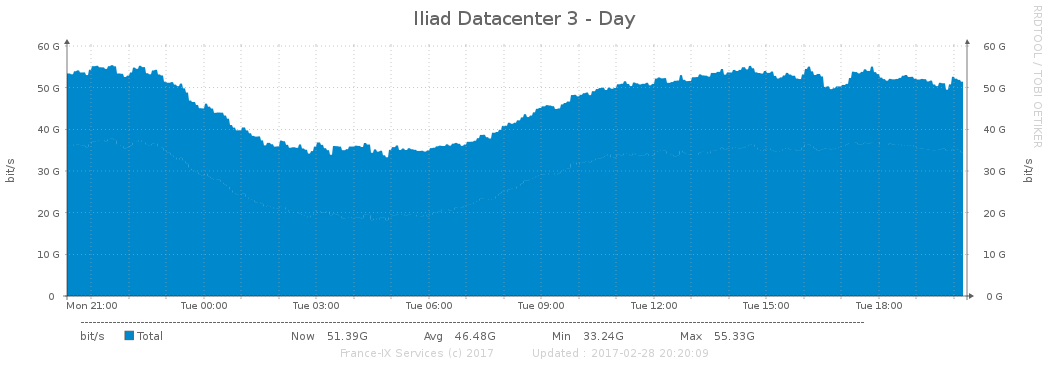 Iliad Datacenter 3 - Day
RRDTOOL / TOBI OETIKER
60 G 60 G
50 G 50 G
40 G 40 G
30 G 30 G
20 G 20 G
10 G 10 G
0 0 G
bit/s bit/s
Mon 21:00 Tue 00:00 Tue 03:00 Tue 06:00 Tue 09:00 Tue 12:00 Tue 15:00 Tue 18:00
bit/s Total Now 51.39G Avg 46.48G Min 33.24G Max 55.33G
France-IX Services (c) 2017 Updated : 2017-02-28 20:20:09